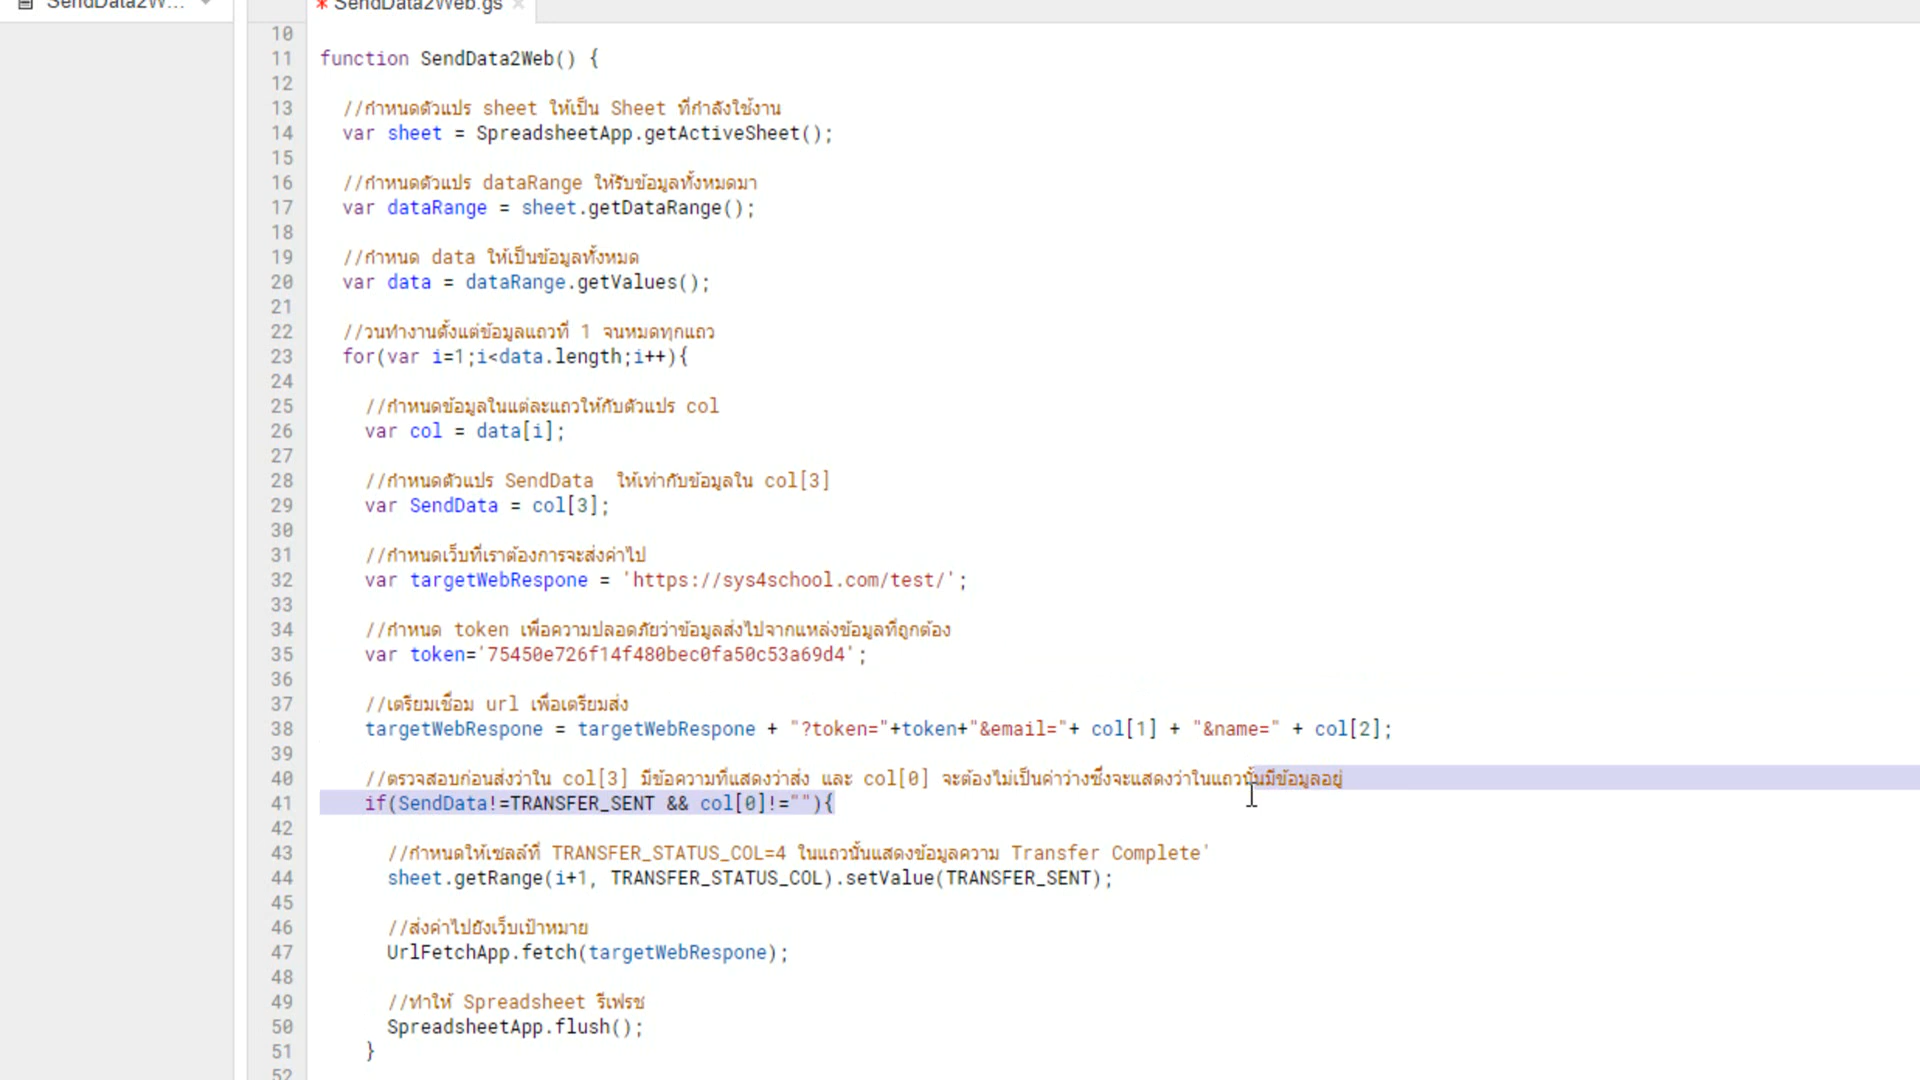 SendData2W...
* SendData2Web.gs ×
10
11 function SendData2Web() {
12
13 //กำหนดตัวแปร sheet ให้เป็น Sheet ที่กำลังใช้งาน
14 var sheet = SpreadsheetApp.getActiveSheet();
15
16 //กำหนดตัวแปร dataRange ให้รับข้อมูลทั้งหมดมา
17 var dataRange = sheet.getDataRange();
18
19 //กำหนด data ให้เป็นข้อมูลทั้งหมด
20 var data = dataRange.getValues();
21
22 //วนทำงานตั้งแต่ข้อมูลแถวที่ 1 จนหมดทุกแถว
23 for(var i=1;i<data.length;i++){
24
25 //กำหนดข้อมูลในแต่ละแถวให้กับตัวแปร col
26 var col = data[i];
27
28 //กำหนดตัวแปร SendData  ให้เท่ากับข้อมูลใน col[3]
29 var SendData = col[3];
30
31 //กำหนดเว็บที่เราต้องการจะส่งค่าไป
32 var targetWebRespone = 'https://sys4school.com/test/';
33
34 //กำหนด token เพื่อความปลอดภัยว่าข้อมูลส่งไปจากแหล่งข้อมูลที่ถูกต้อง
35 var token='75450e726f14f480bec0fa50c53a69d4';
36
37 //เตรียมเชื่อม url เพื่อเตรียมส่ง
38 targetWebRespone = targetWebRespone + "?token="+token+"&email="+ col[1] + "&name=" + col[2];
39
40 //ตรวจสอบก่อนส่งว่าใน col[3] มีข้อความที่แสดงว่าส่ง และ col[0] จะต้องไม่เป็นค่าว่างซึ่งจะแสดงว่าในแถวนั้นมีข้อมูลอยู่
41 if(SendData!=TRANSFER_SENT && col[0]!=""){
42
43 //กำหนดให้เซลล์ที่ TRANSFER_STATUS_COL=4 ในแถวนั้นแสดงข้อมูลความ Transfer Complete'
44 sheet.getRange(i+1, TRANSFER_STATUS_COL).setValue(TRANSFER_SENT);
45
46 //ส่งค่าไปยังเว็บเป้าหมาย
47 UrlFetchApp.fetch(targetWebRespone);
48
49 //ทำให้ Spreadsheet รีเฟรช
50 SpreadsheetApp.flush();
51 }
52